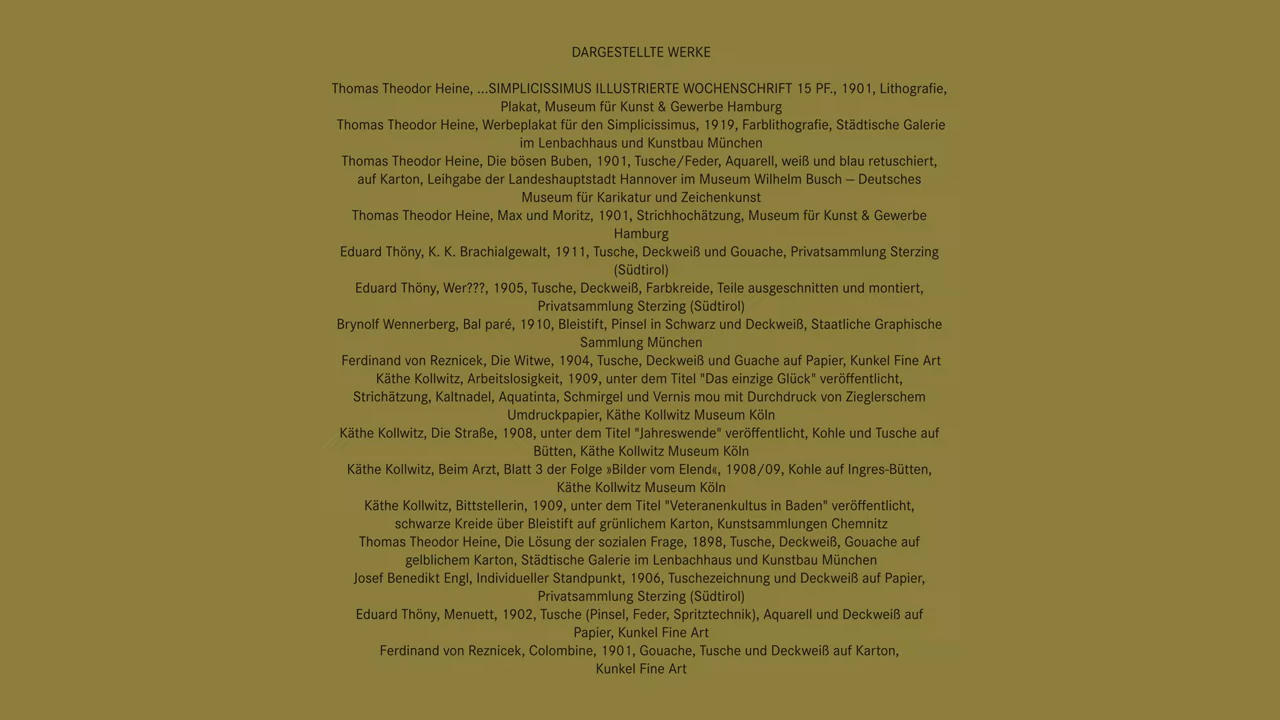 DARGESTELLTE WERKE
Thomas Theodor Heine, ...SIMPLICISSIMUS ILLUSTRIERTE WOCHENSCHRIFT 15 PF., 1901, Lithografie,
Plakat, Museum für Kunst & Gewerbe Hamburg
Thomas Theodor Heine, Werbeplakat für den Simplicissimus, 1919, Farblithografie, Städtische Galerie
im Lenbachhaus und Kunstbau München
Thomas Theodor Heine, Die bösen Buben, 1901, Tusche/Feder, Aquarell, weiß und blau retuschiert,
auf Karton, Leihgabe der Landeshauptstadt Hannover im Museum Wilhelm Busch – Deutsches
Museum für Karikatur und Zeichenkunst
Thomas Theodor Heine, Max und Moritz, 1901, Strichhochätzung, Museum für Kunst & Gewerbe
Hamburg
Eduard Thöny, K. K. Brachialgewalt, 1911, Tusche, Deckweiß und Gouache, Privatsammlung Sterzing
(Südtirol)
Eduard Thöny, Wer???, 1905, Tusche, Deckweiß, Farbkreide, Teile ausgeschnitten und montiert,
Privatsammlung Sterzing (Südtirol)
Brynolf Wennerberg, Bal paré, 1910, Bleistift, Pinsel in Schwarz und Deckweiß, Staatliche Graphische
Sammlung München
Ferdinand von Reznicek, Die Witwe, 1904, Tusche, Deckweiß und Guache auf Papier, Kunkel Fine Art
Käthe Kollwitz, Arbeitslosigkeit, 1909, unter dem Titel "Das einzige Glück" veröffentlicht,
Strichätzung, Kaltnadel, Aquatinta, Schmirgel und Vernis mou mit Durchdruck von Zieglerschem
Umdruckpapier, Käthe Kollwitz Museum Köln
Käthe Kollwitz, Die Straße, 1908, unter dem Titel "Jahreswende" veröffentlicht, Kohle und Tusche auf
Bütten, Käthe Kollwitz Museum Köln
Käthe Kollwitz, Beim Arzt, Blatt 3 der Folge »Bilder vom Elend«, 1908/09, Kohle auf Ingres-Bütten,
Käthe Kollwitz Museum Köln
Käthe Kollwitz, Bittstellerin, 1909, unter dem Titel "Veteranenkultus in Baden" veröffentlicht,
schwarze Kreide über Bleistift auf grünlichem Karton, Kunstsammlungen Chemnitz
Thomas Theodor Heine, Die Lösung der sozialen Frage, 1898, Tusche, Deckweiß, Gouache auf
gelblichem Karton, Städtische Galerie im Lenbachhaus und Kunstbau München
Josef Benedikt Engl, Individueller Standpunkt, 1906, Tuschezeichnung und Deckweiß auf Papier,
Privatsammlung Sterzing (Südtirol)
Eduard Thöny, Menuett, 1902, Tusche (Pinsel, Feder, Spritztechnik), Aquarell und Deckweiß auf
Papier, Kunkel Fine Art
Ferdinand von Reznicek, Colombine, 1901, Gouache, Tusche und Deckweiß auf Karton,
Kunkel Fine Art